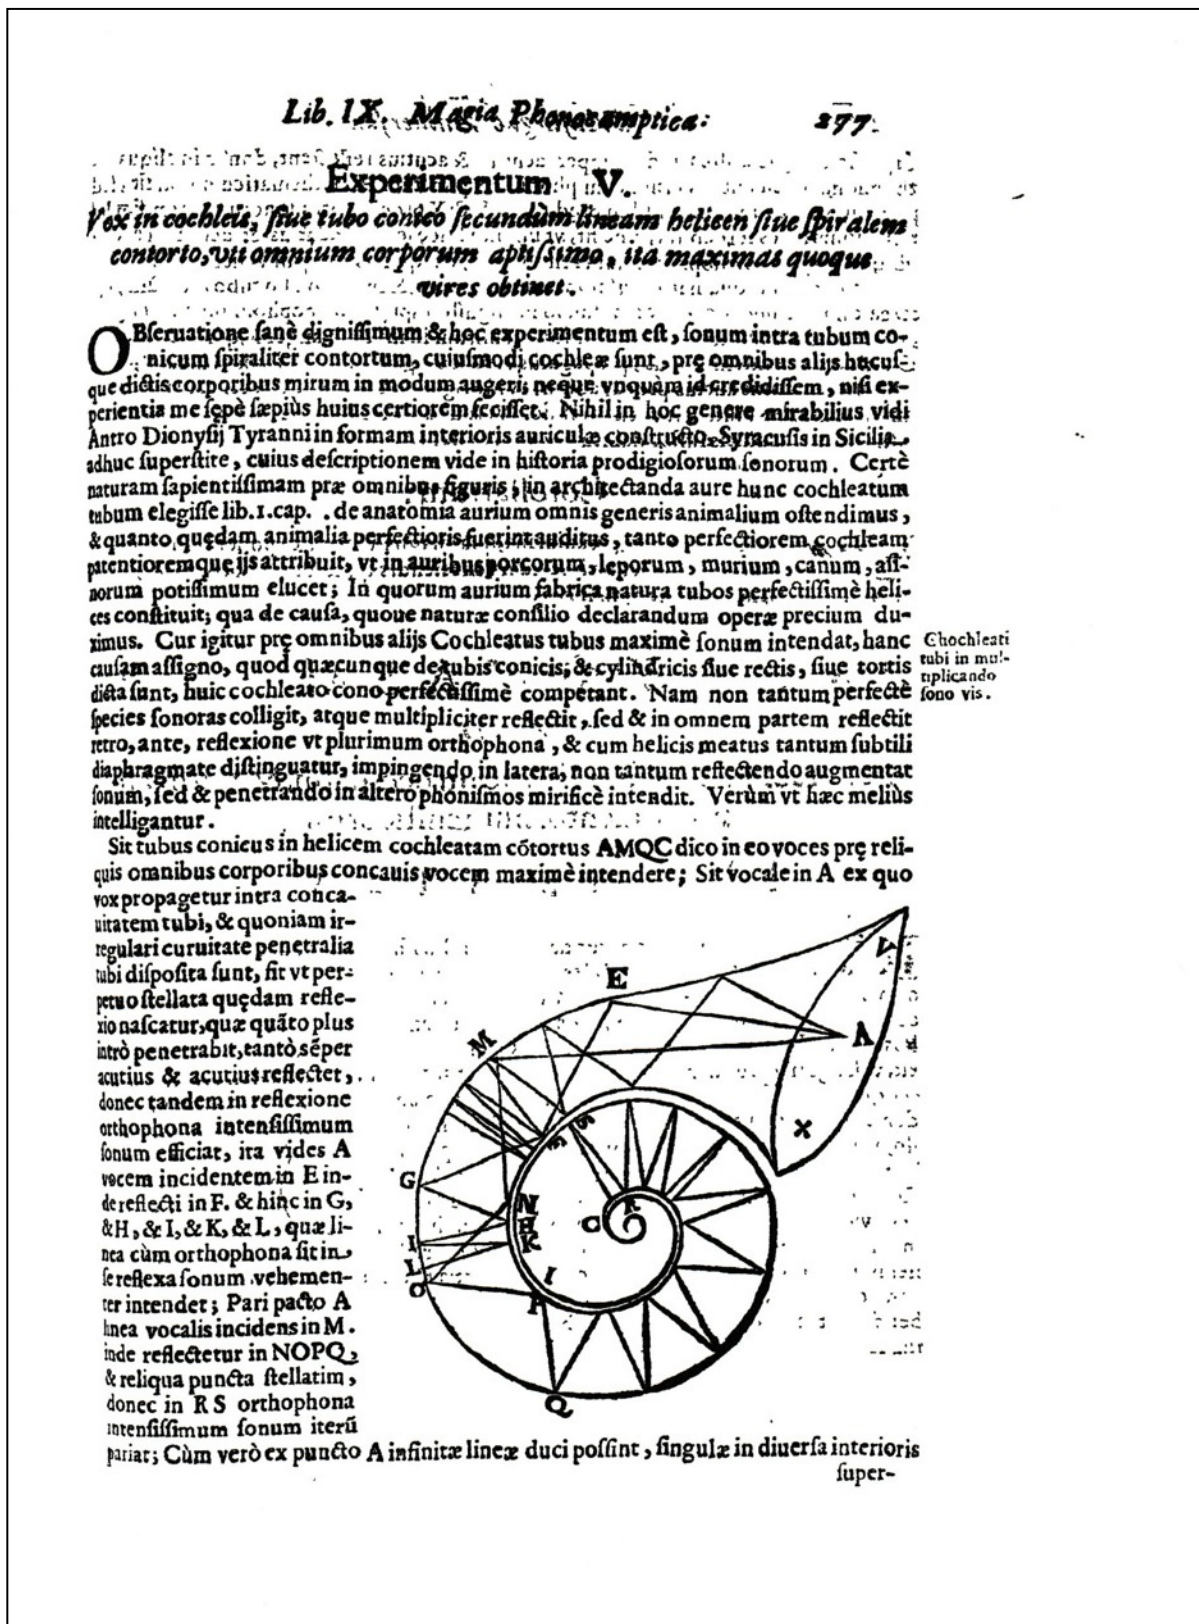 Lib. IX. Magia Phonocamptica: 277
Experimentum V.
Vox in cochleis, siue tubo conico secundùm lineam helicen siue spiralem
contorto, vti omnium corporum aptissimo, ita maximas quoque
vires obtinet.
OBseruatione sanè dignissimum & hoc experimentum est, sonum intra tubum co-
nicum spiraliter contortum, cuiusmodi cochleæ sunt, prę omnibus alijs hucus-
que dictis corporibus mirum in modum augeri; neque vnquàm id credidissem, nisi ex-
perientia me sępè sæpiùs huius certiorem fecisset. Nihil in hoc genere mirabilius vidi
Antro Dionysij Tyranni in formam interioris auriculæ constructo Syracusis in Sicilia
adhuc superstite, cuius descriptionem vide in historia prodigiosorum sonorum. Certè
naturam sapientissimam præ omnibus figuris; in architectanda aure hunc cochleatum
tubum elegisse lib.1.cap. . de anatomia aurium omnis generis animalium ostendimus,
& quanto quędam animalia perfectioris fuerint auditus, tanto perfectiorem cochleam
patentioremque ijs attribuit, vt in auribus porcorum, leporum, murium, canum, asi-
norum potissimum elucet; In quorum aurium fabrica natura tubos perfectissimè heli-
ces constituit; qua de causa, quoue naturæ consilio declarandum operæ precium du-
ximus. Cur igitur prę omnibus alijs Cochleatus tubus maximè sonum intendat, hanc
causam assigno, quod quæcunque de tubis conicis, & cylindricis siue rectis, siue tortis
dicta sunt, huic cochleato cono perfectissimè competant. Nam non tantum perfectè
species sonoras colligit, atque multipliciter reflectit, sed & in omnem partem reflectit
retro, ante, reflexione vt plurimum orthophona, & cum helicis meatus tantum subtili
diaphragmate distinguatur, impingendo in latera, non tantum reflectendo augmentat
sonum, sed & penetrando in altero phonismos mirificè intendit. Verùm vt hæc meliùs
intelligantur.
Chochleati
tubi in mul-
tiplicando
sono vis.
Sit tubus conicus in helicem cochleatam cõtortus AMQC dico in eo voces prę reli-
quis omnibus corporibus concauis vocem maximè intendere; Sit vocale in A ex quo
vox propagetur intra conca-
uitatem tubi, & quoniam ir-
regulari curuitate penetralia
tubi disposita sunt, fit vt per-
petuo stellata quędam refle-
xio nascatur, quæ quãto plus
intrò penetrabit, tantò sẽper
acutius & acutius reflectet,
donec tandem in reflexione
orthophona intensissimum
sonum efficiat, ita vides A
vocem incidentem in E in-
de reflecti in F. & hinc in G,
& H, & I, & K, & L, quæ li-
nea cùm orthophona sit in
se reflexa sonum vehemen-
ter intendet; Pari pacto A
linea vocalis incidens in M.
inde reflectetur in NOPQ,
& reliqua puncta stellatim,
donec in R S orthophona
intensissimum sonum iterũ
pariat; Cùm verò ex puncto A infinitæ lineæ duci possint, singulæ in diuersa interioris
super-
V
E
A
M
X
S
G
N
R
H
C
I
K
L
I
O
P
Q